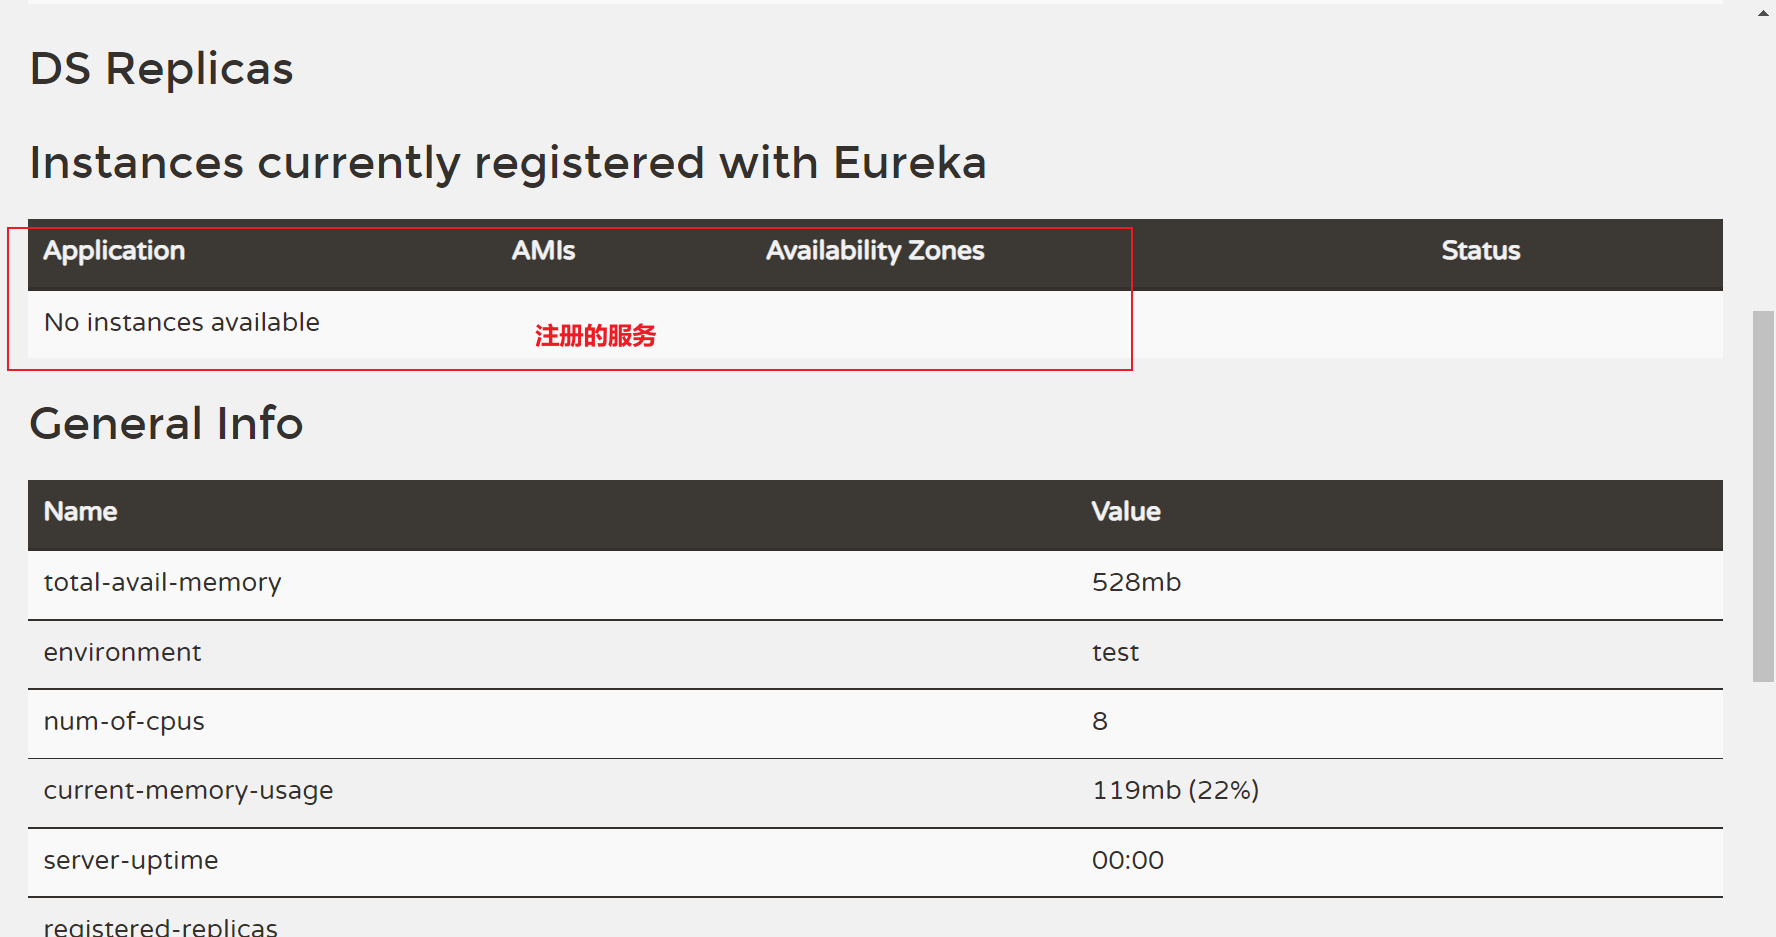 DS Replicas
Instances currently registered with Eureka
Application AMIs Availability Zones Status
No instances available
注册的服务
General Info
Name Value
total-avail-memory 528mb
environment test
num-of-cpus 8
current-memory-usage 119mb (22%)
server-uptime 00:00
registered-replicas